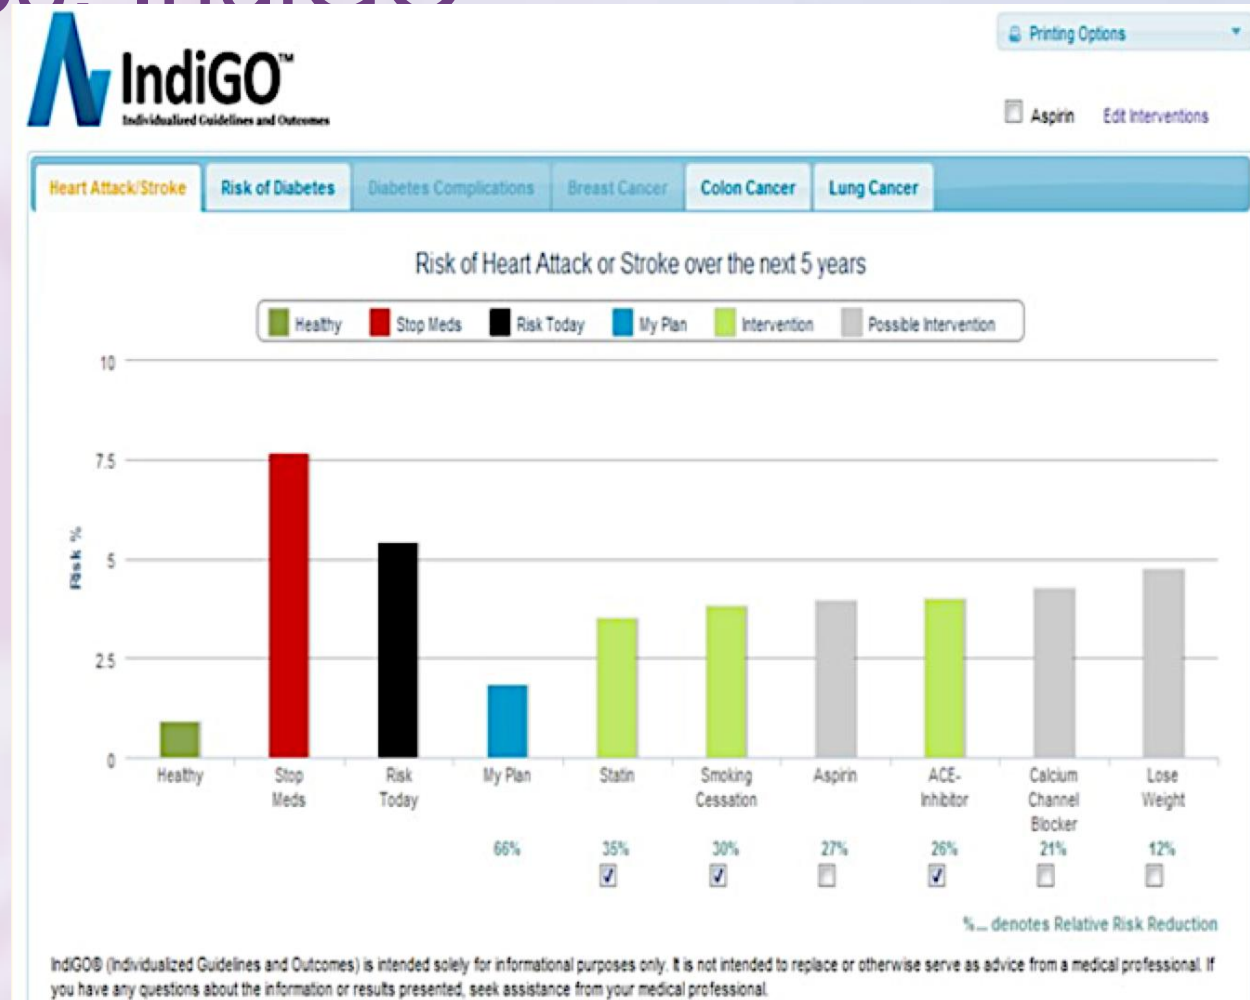 IndiGO™
Individualized Guidelines and Outcomes
Printing Options
Aspirin Edit Interventions
Heart Attack/Stroke Risk of Diabetes Diabetes Complications Breast Cancer Colon Cancer Lung Cancer
Risk of Heart Attack or Stroke over the next 5 years
Healthy Stop Meds Risk Today My Plan Intervention Possible Intervention
10
7.5
5
2.5
0
Risk %
Healthy Stop Risk My Plan Statin Smoking Aspirin ACE- Calcium Lose
Meds Today Cessation Inhibitor Channel Weight
Blocker
66% 35% 30% 27% 26% 21% 12%
%... denotes Relative Risk Reduction
IndiGO® (Individualized Guidelines and Outcomes) is intended solely for informational purposes only. It is not intended to replace or otherwise serve as advice from a medical professional. If
you have any questions about the information or results presented, seek assistance from your medical professional.